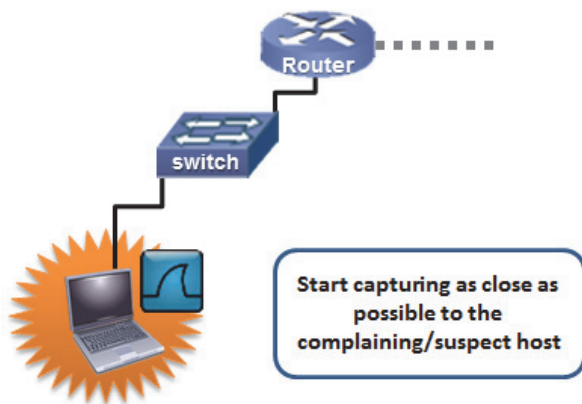 Router
switch
Start capturing as close as
possible to the
complaining/suspect host